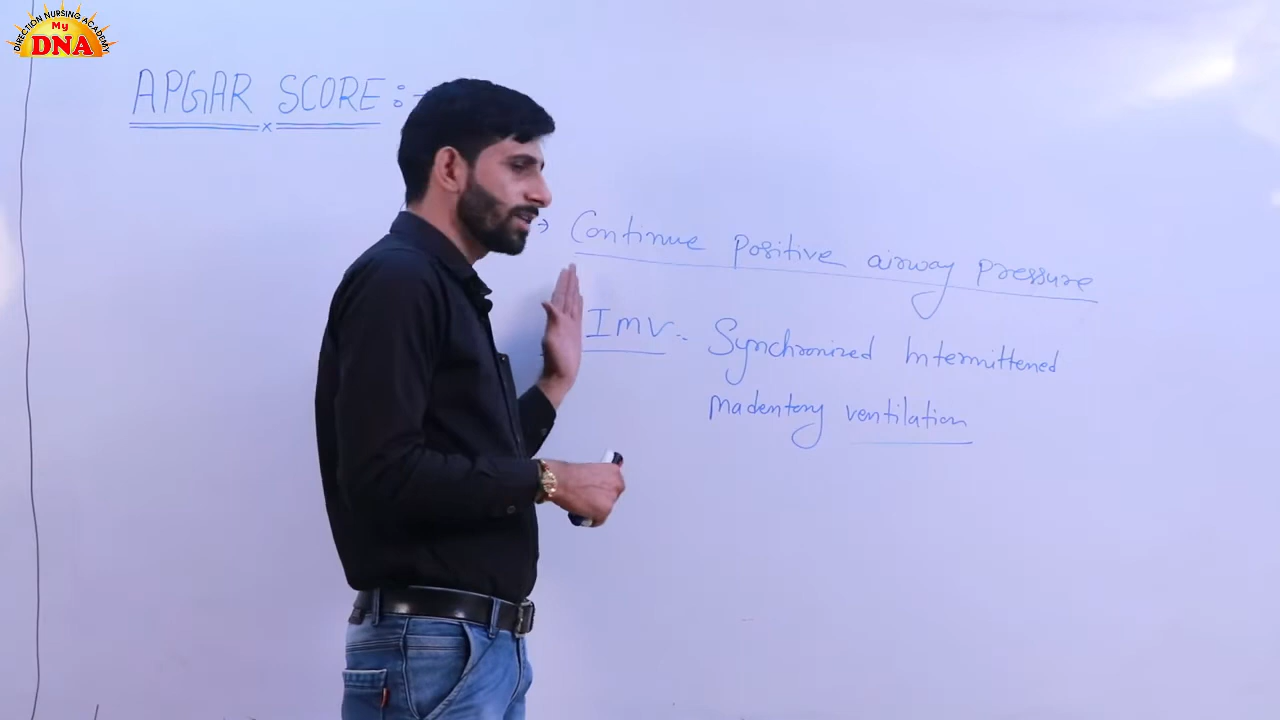 DIRECTION NURSING ACADEMY
My
DNA
APGAR SCORE :-
→ Continue Positive airway Pressure
IMV :- Synchronized Intermittened
Madentory ventilation